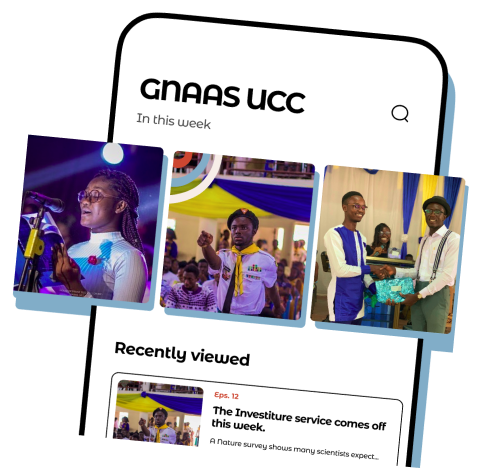 GNAAS UCC
In this week
Recently viewed
Eps. 12
The Investiture service comes off
this week.
A Nature survey shows many scientists expect...